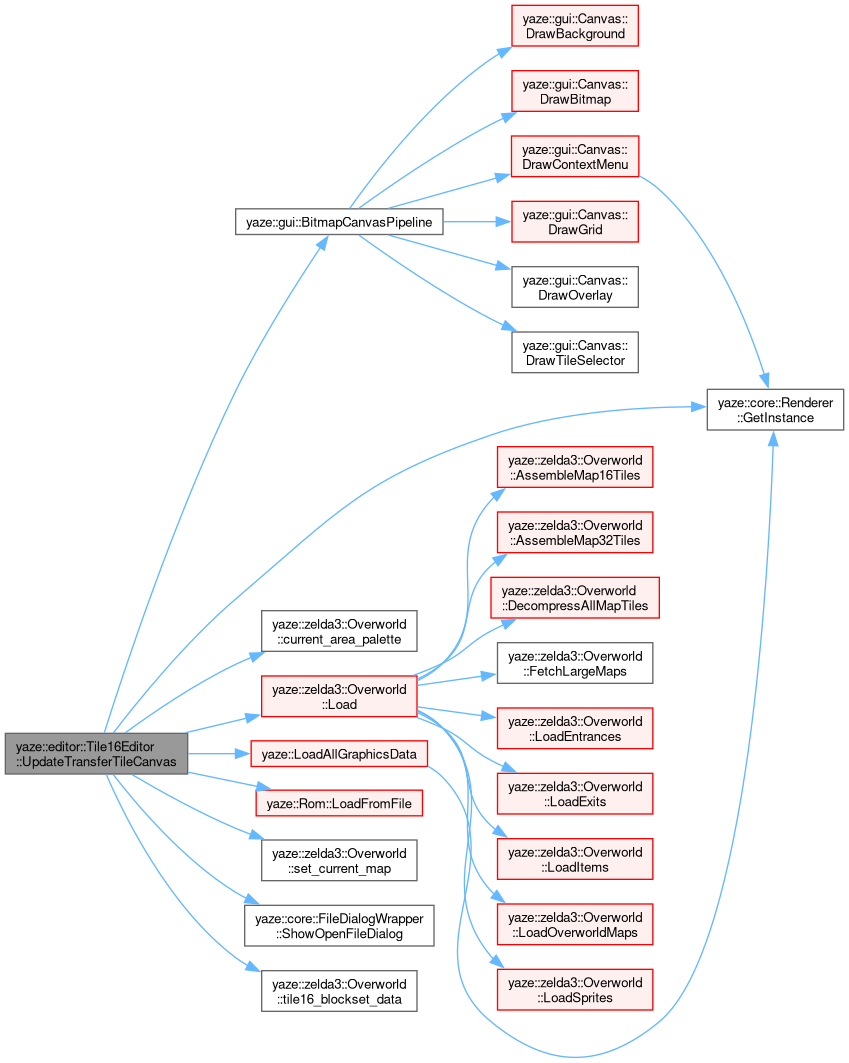 yaze::gui::Canvas::
DrawBackground
yaze::gui::Canvas::
DrawBitmap
yaze::gui::Canvas::
DrawContextMenu
yaze::gui::BitmapCanvasPipeline
yaze::gui::Canvas::
DrawGrid
yaze::gui::Canvas::
DrawOverlay
yaze::gui::Canvas::
DrawTileSelector
yaze::core::Renderer
::GetInstance
yaze::zelda3::Overworld
::AssembleMap16Tiles
yaze::zelda3::Overworld
::AssembleMap32Tiles
yaze::zelda3::Overworld
::DecompressAllMapTiles
yaze::zelda3::Overworld
::current_area_palette
yaze::zelda3::Overworld
::FetchLargeMaps
yaze::zelda3::Overworld
::Load
yaze::zelda3::Overworld
::LoadEntrances
yaze::editor::Tile16Editor
::UpdateTransferTileCanvas
yaze::LoadAllGraphicsData
yaze::zelda3::Overworld
::LoadExits
yaze::Rom::LoadFromFile
yaze::zelda3::Overworld
::set_current_map
yaze::zelda3::Overworld
::LoadItems
yaze::core::FileDialogWrapper
::ShowOpenFileDialog
yaze::zelda3::Overworld
::LoadOverworldMaps
yaze::zelda3::Overworld
::tile16_blockset_data
yaze::zelda3::Overworld
::LoadSprites